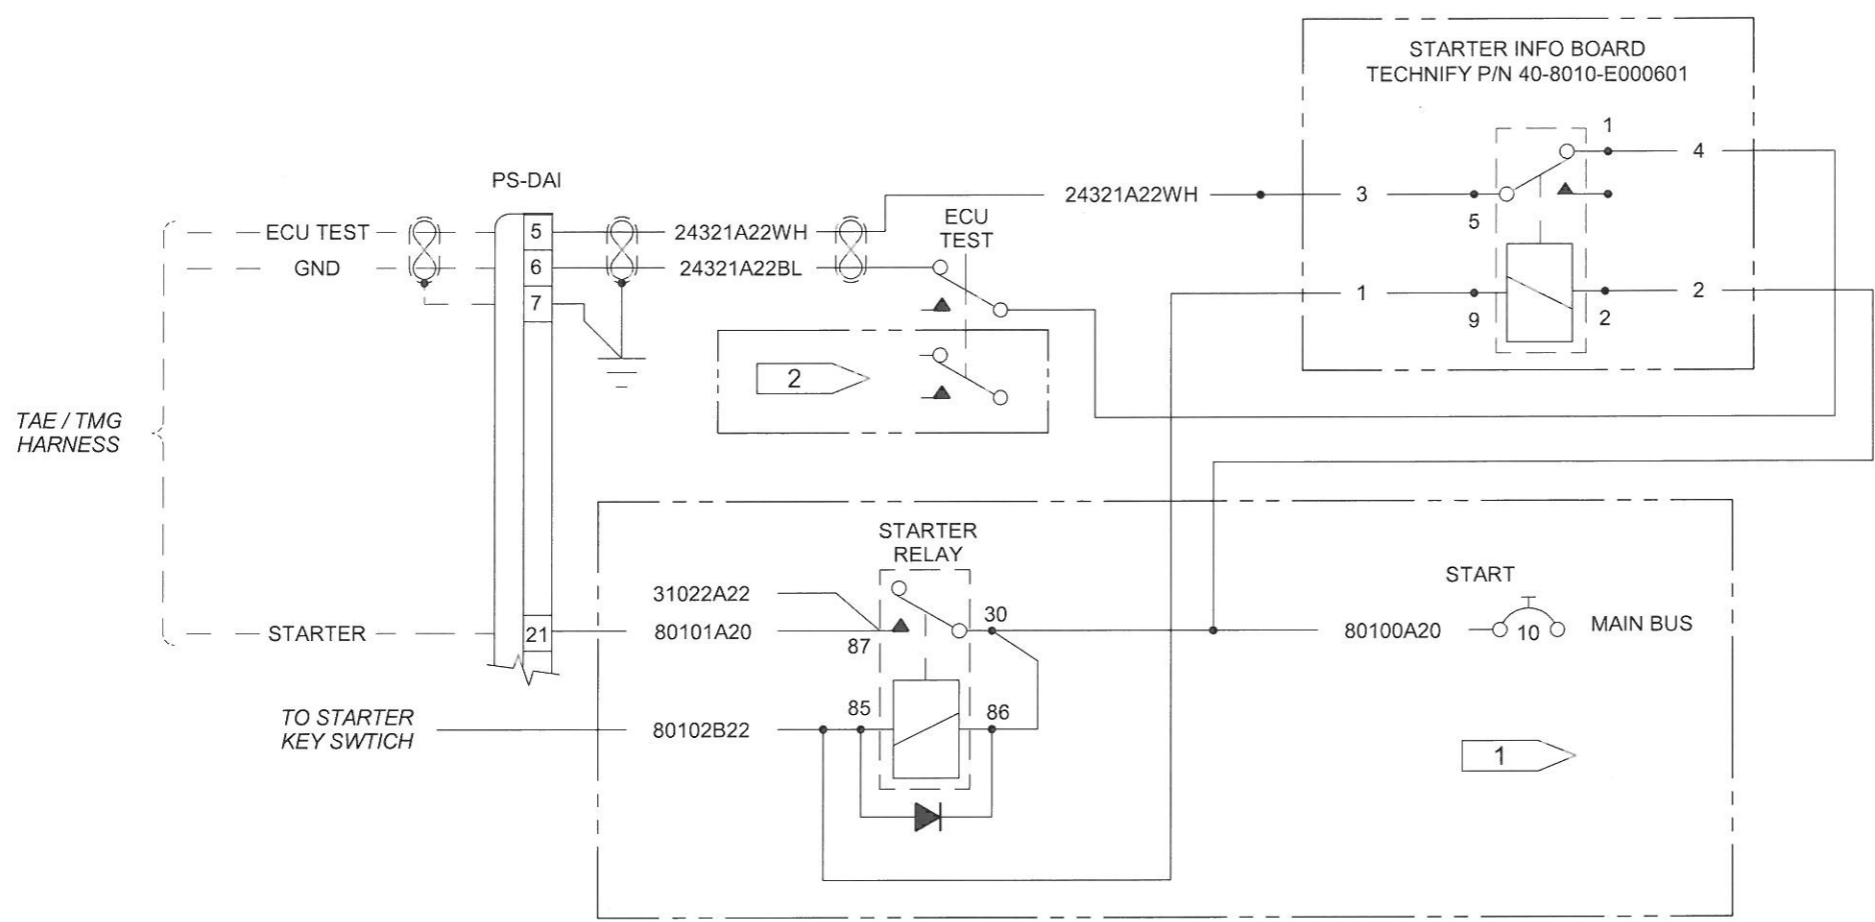 STARTER INFO BOARD
TECHNIFY P/N 40-8010-E000601
1
4
PS-DAI
24321A22WH
3
5
ECU
TEST
ECU TEST
5
24321A22WH
GND
6
24321A22BL
7
1
9
2
2
2
TAE / TMG
HARNESS
STARTER
RELAY
START
31022A22
30
STARTER
21
80101A20
87
80100A20
10
MAIN BUS
85
86
TO STARTER
KEY SWTICH
80102B22
1